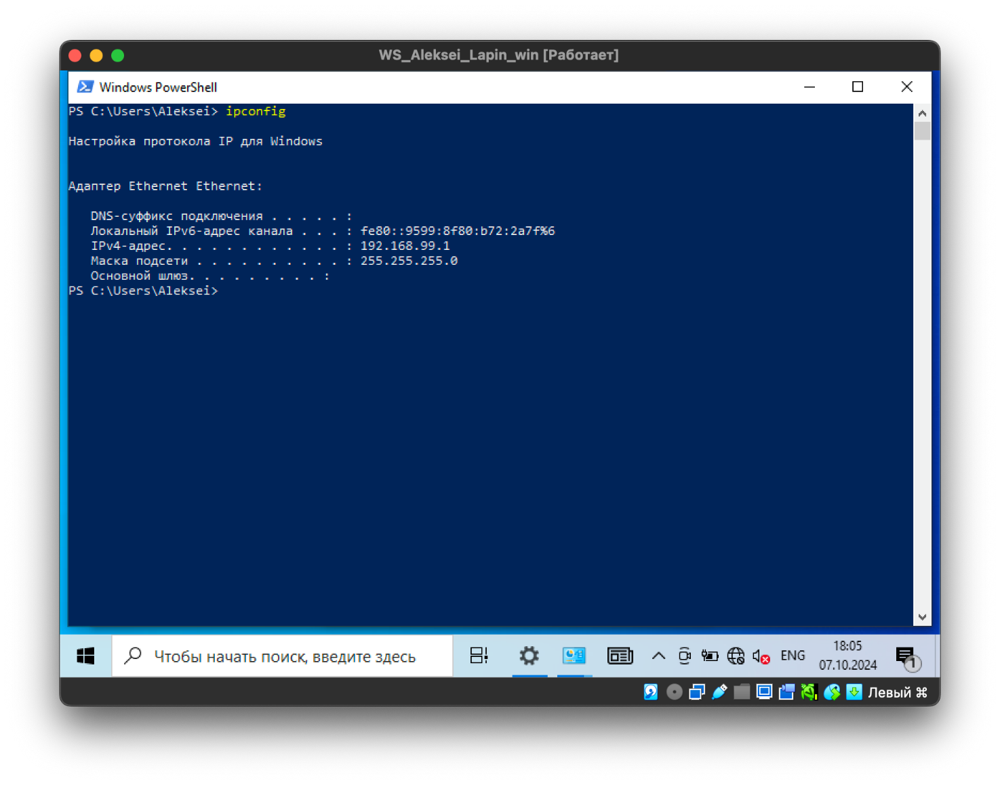 WS_Aleksei_Lapin_win [Работает]
Windows PowerShell
PS C:\Users\Aleksei> ipconfig
Настройка протокола IP для Windows
Адаптер Ethernet Ethernet:
DNS-суффикс подключения . . . . . :
Локальный IPv6-адрес канала . . . : fe80::9599:8f80:b72:2a7f%6
IPv4-адрес. . . . . . . . . . . . : 192.168.99.1
Маска подсети . . . . . . . . . . : 255.255.255.0
Основной шлюз. . . . . . . . . :
PS C:\Users\Aleksei>
Чтобы начать поиск, введите здесь
ENG
18:05
07.10.2024
1
Левый ⌘